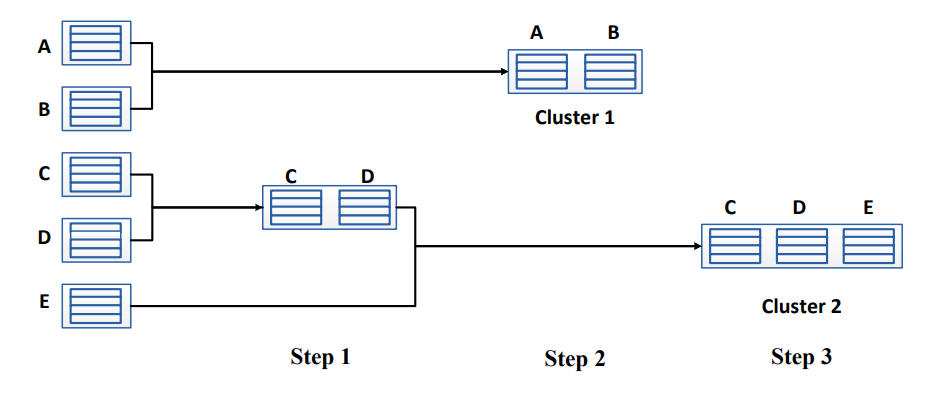 A
B
C
D
E
C D
A B
Cluster 1
C D E
Cluster 2
Step 1
Step 2
Step 3